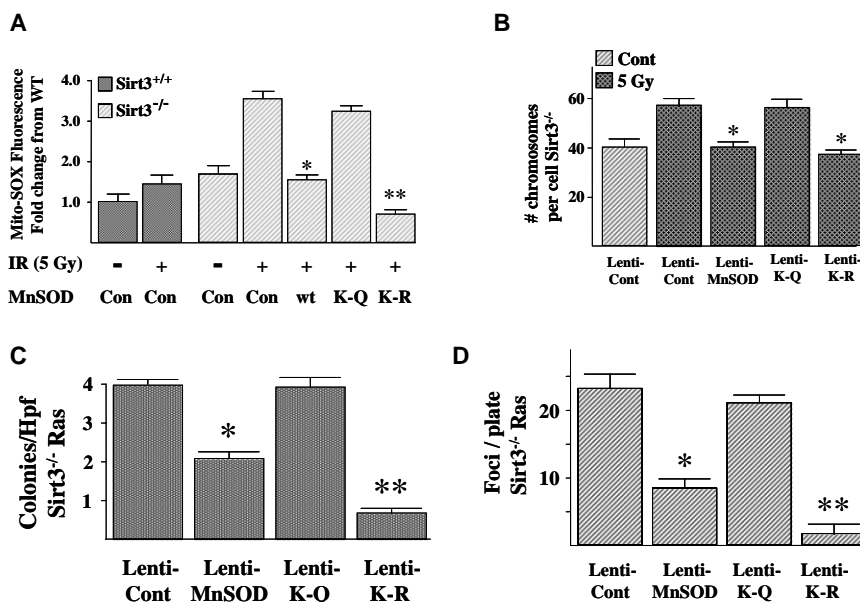 A
Mito-SOX Fluorescence
Fold change from WT
4.0
3.0
2.0
1.0
Sirt3+/+
Sirt3-/-
*
**
IR (5 Gy) - + - + + + +
MnSOD Con Con Con Con wt K-Q K-R
B
# chromosomes
per cell Sirt3-/-
Cont
5 Gy
60
40
20
*
*
Lenti-Cont
Lenti-Cont
Lenti-MnSOD
Lenti-K-Q
Lenti-K-R
C
Colonies/Hpf
Sirt3-/- Ras
4
3
2
1
*
**
Lenti-Cont
Lenti-MnSOD
Lenti-K-Q
Lenti-K-R
D
Foci / plate
Sirt3-/- Ras
20
10
*
**
Lenti-Cont
Lenti-MnSOD
Lenti-K-Q
Lenti-K-R